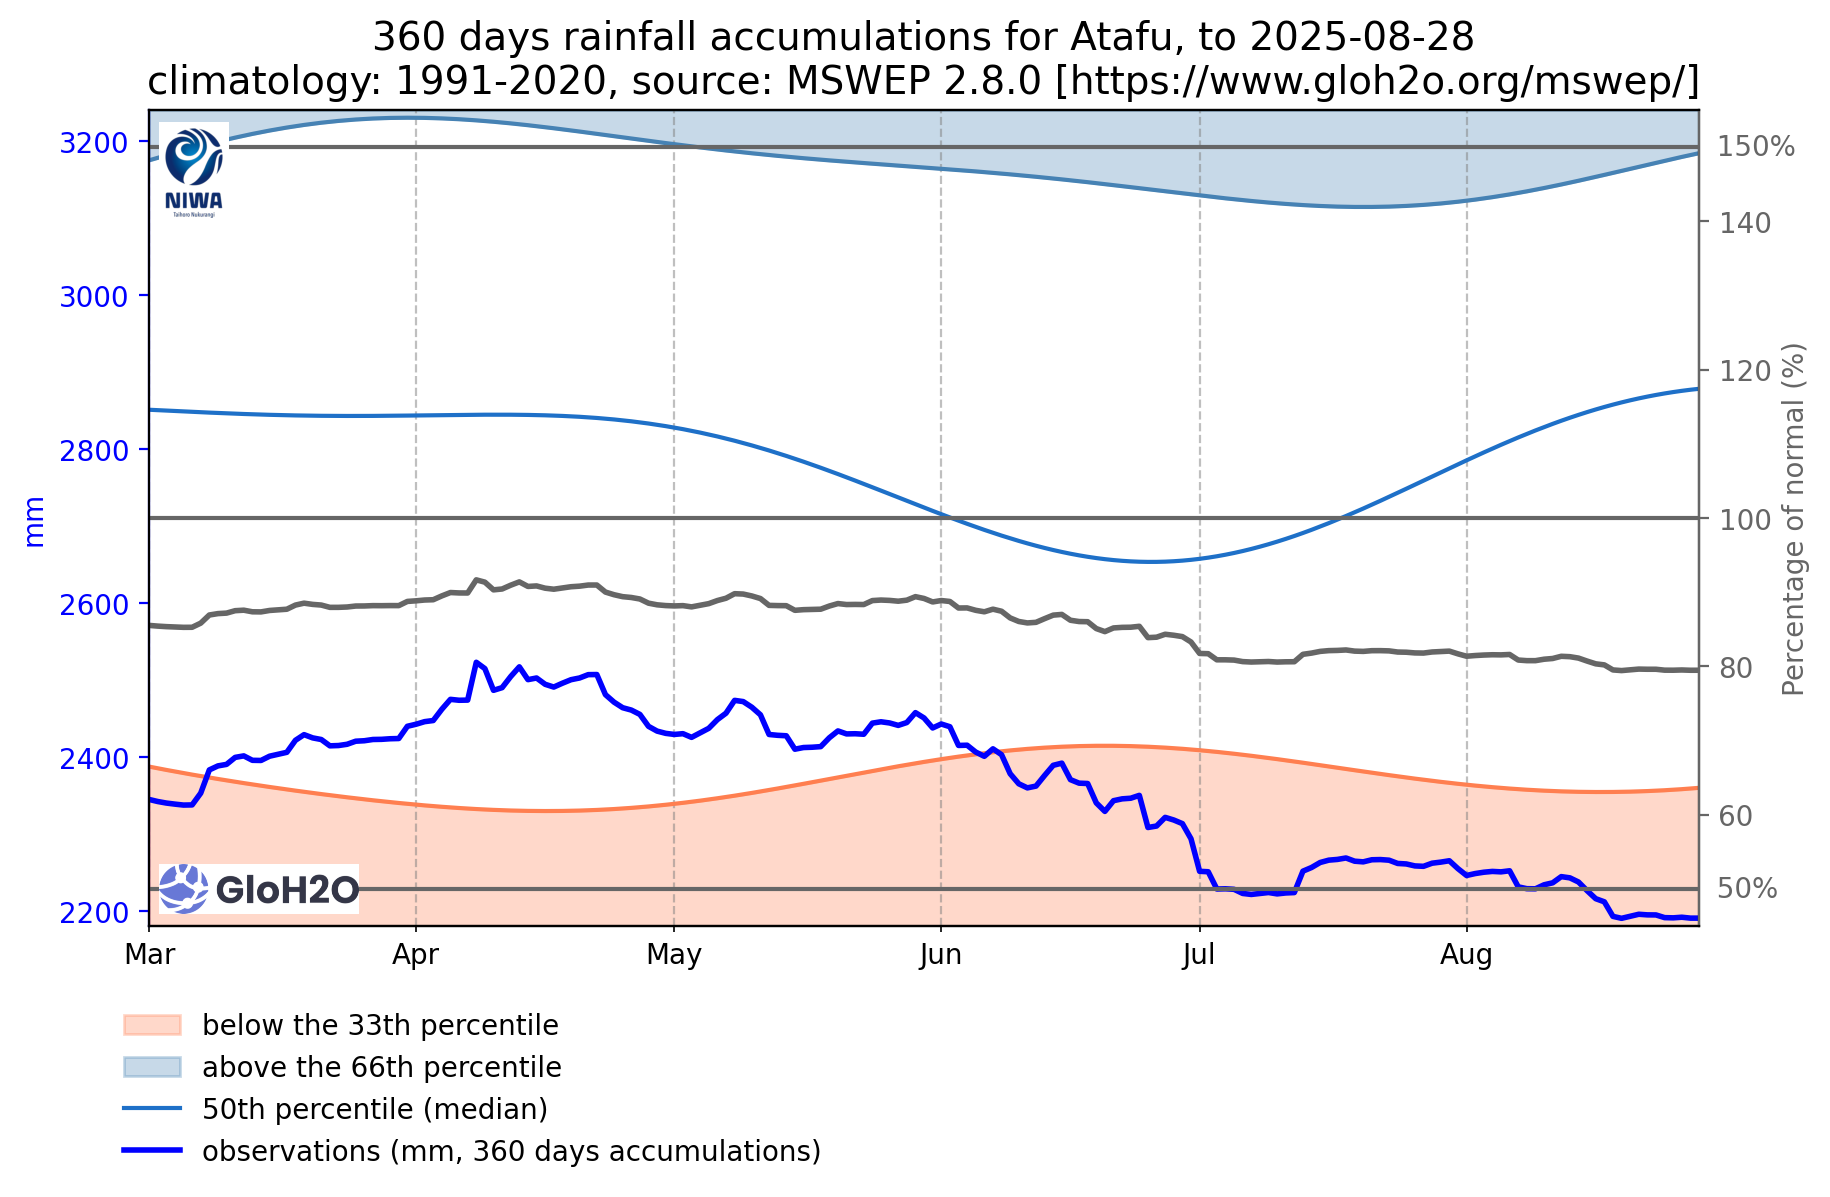 360 days rainfall accumulations for Atafu, to 2025-08-28
climatology: 1991-2020, source: MSWEP 2.8.0 [https://www.gloh2o.org/mswep/]
3200
3000
2800
2600
2400
2200
mm
NIWA
Taihoro Nukurangi
GloH2O
150%
140
120
100
80
60
50%
Percentage of normal (%)
Mar
Apr
May
Jun
Jul
Aug
below the 33th percentile
above the 66th percentile
50th percentile (median)
observations (mm, 360 days accumulations)